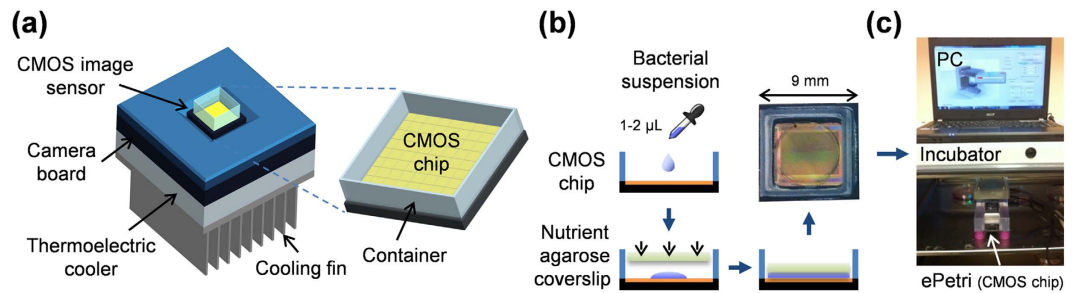 (a)
CMOS image
sensor
Camera
board
Thermoelectric
cooler
Cooling fin
CMOS
chip
Container
(b)
Bacterial
suspension
1-2 µL
CMOS
chip
Nutrient
agarose
coverslip
9 mm
(c)
PC
Incubator
ePetri (CMOS chip)